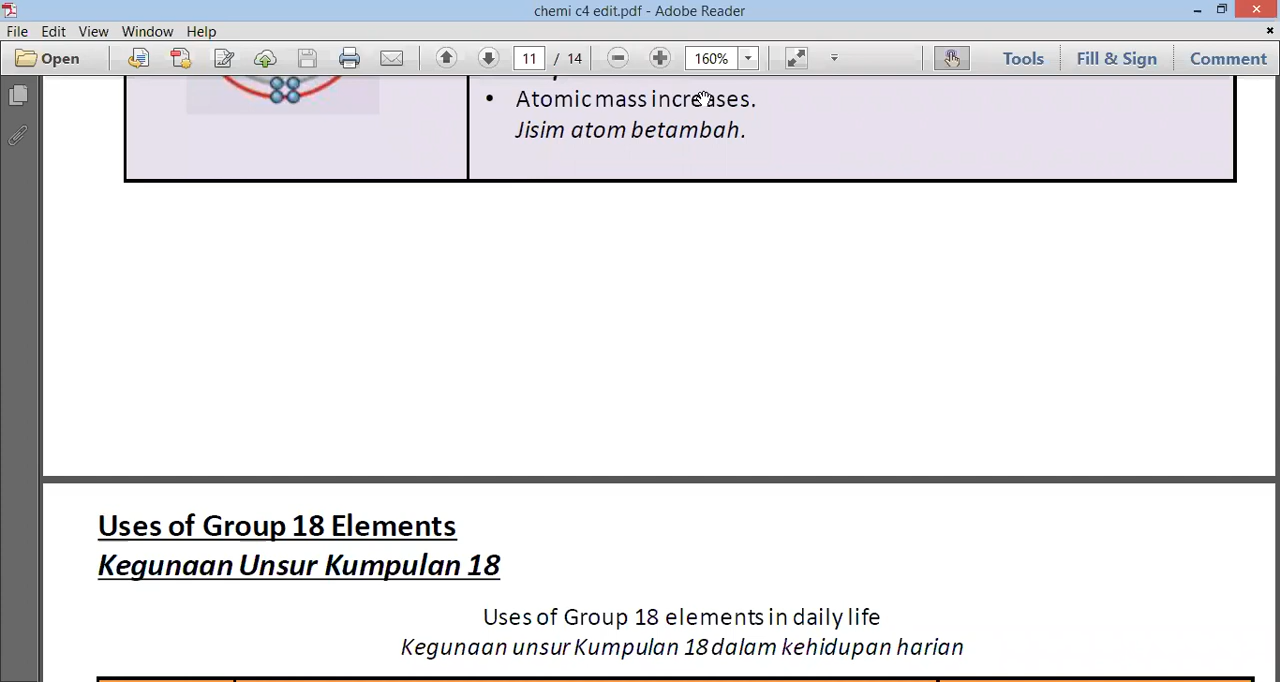 chemi c4 edit.pdf - Adobe Reader
File Edit View Window Help
Open 11 / 14 160% Tools Fill & Sign Comment
• Atomic mass increases.
Jisim atom betambah.
Uses of Group 18 Elements
Kegunaan Unsur Kumpulan 18
Uses of Group 18 elements in daily life
Kegunaan unsur Kumpulan 18 dalam kehidupan harian